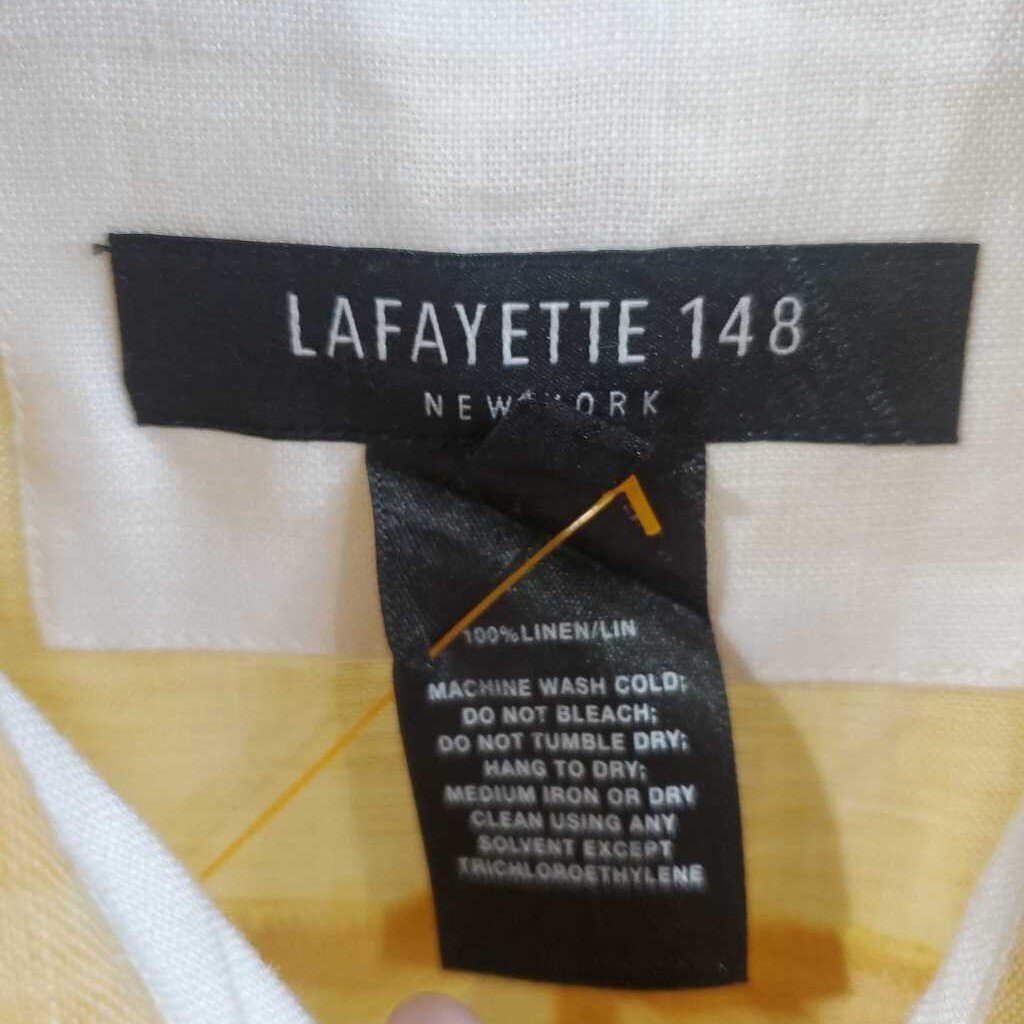 LAFAYETTE 148
NEW YORK
100%LINEN/LIN
MACHINE WASH COLD;
DO NOT BLEACH;
DO NOT TUMBLE DRY;
HANG TO DRY;
MEDIUM IRON OR DRY
CLEAN USING ANY
SOLVENT EXCEPT
TRICHLOROETHYLENE